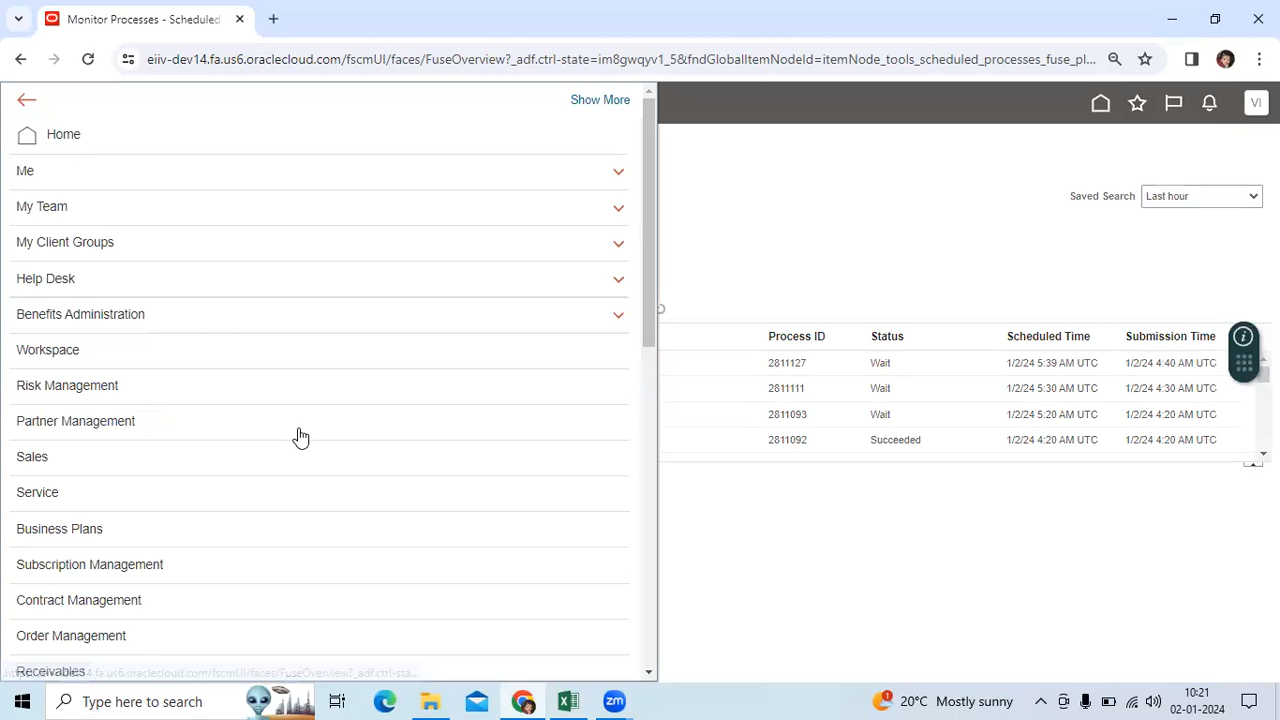 Monitor Processes - Scheduled
eiiv-dev14.fa.us6.oraclecloud.com/fscmUI/faces/FuseOverview?_adf.ctrl-state=im8gwqyv1_5&fndGlobalItemNodeId=itemNode_tools_scheduled_processes_fuse_pl...
Show More
Home
VI
Me
Saved Search Last hour
My Team
My Client Groups
Help Desk
Benefits Administration
Process ID Status Scheduled Time Submission Time
Workspace
2811127 Wait 1/2/24 5:39 AM UTC 1/2/24 4:40 AM UTC
Risk Management
2811111 Wait 1/2/24 5:30 AM UTC 1/2/24 4:30 AM UTC
Partner Management
2811093 Wait 1/2/24 5:20 AM UTC 1/2/24 4:20 AM UTC
2811092 Succeeded 1/2/24 4:20 AM UTC 1/2/24 4:20 AM UTC
Sales
Service
Business Plans
Subscription Management
Contract Management
Order Management
Receivables
Type here to search
zm
1
20°C Mostly sunny
10:21
02-01-2024